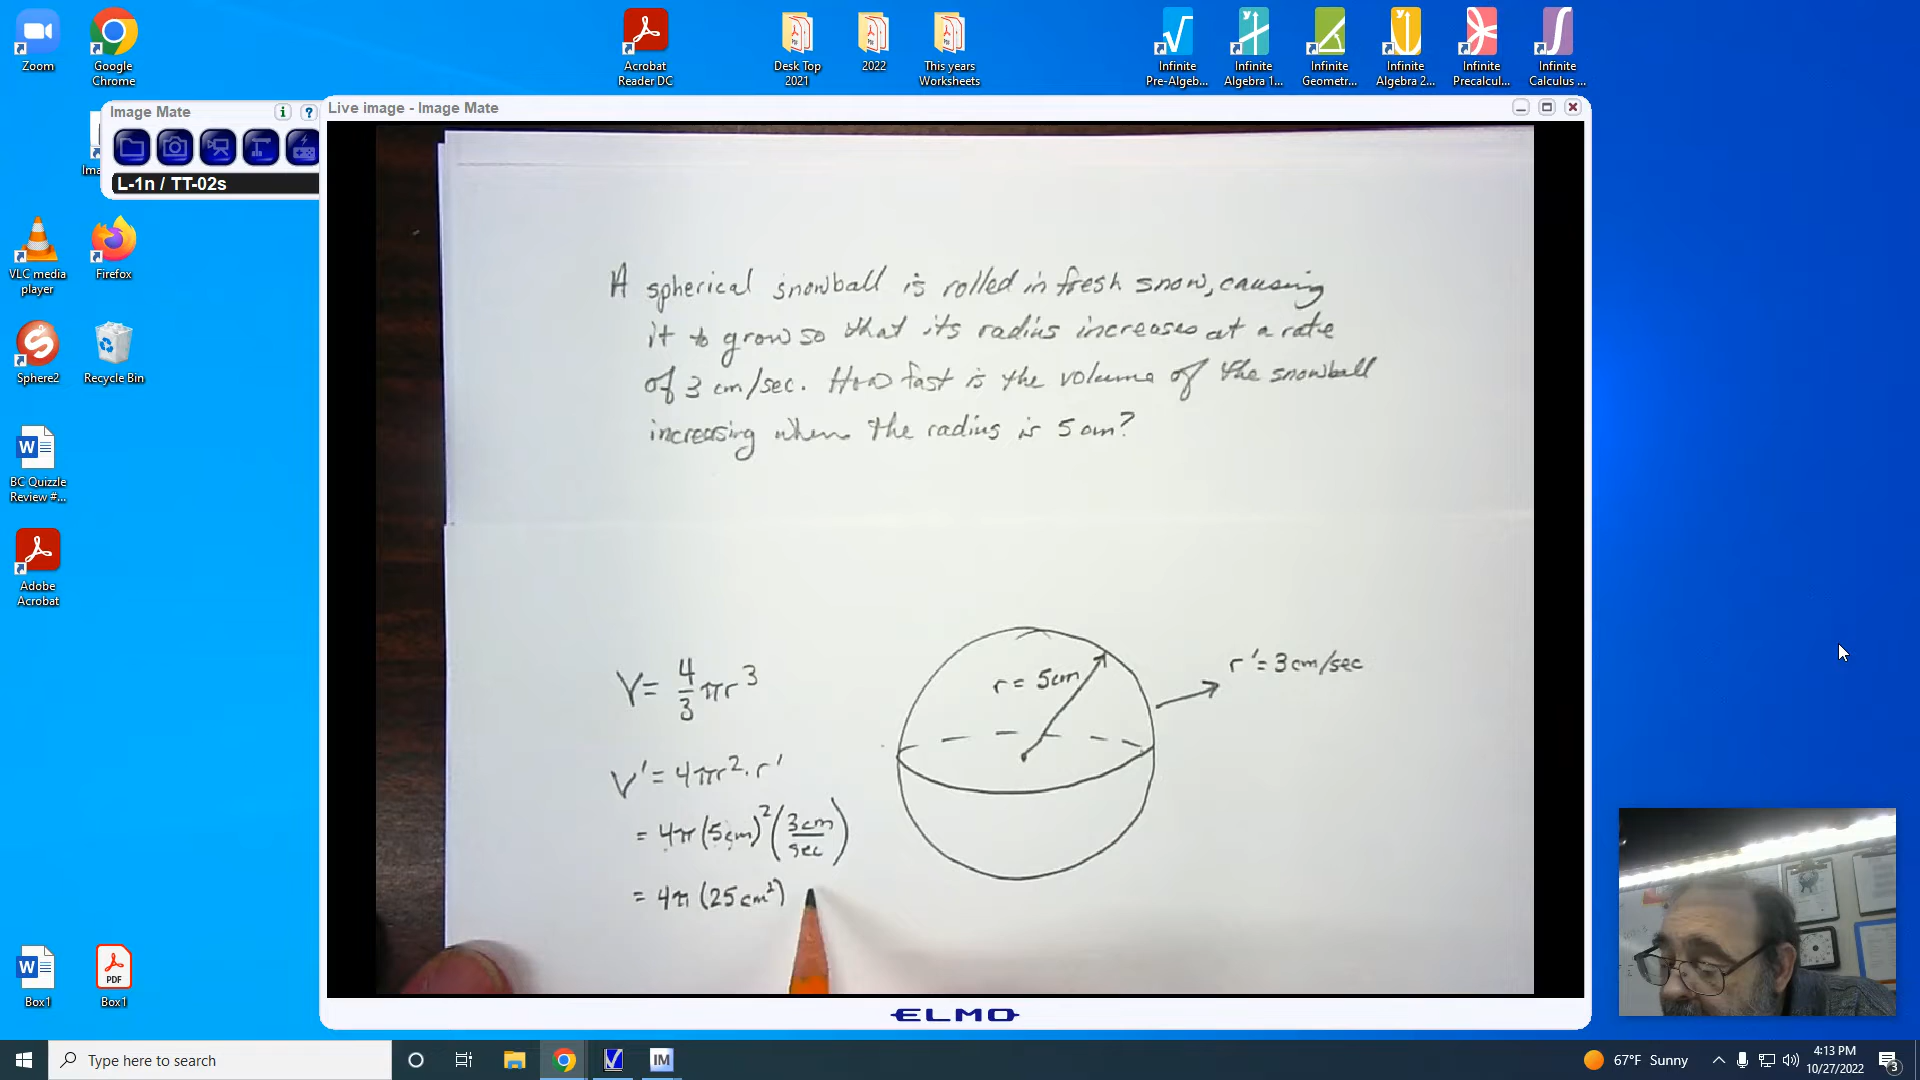 Zoom
Google Chrome
Acrobat Reader DC
Desk Top 2021
2022
This years Worksheets
Infinite Pre-Algeb...
Infinite Algebra 1...
Infinite Geometr...
Infinite Algebra 2...
Infinite Precalcul...
Infinite Calculus ...
Image Mate
Live image - Image Mate
L-1n / TT-02s
VLC media player
Firefox
Sphere2
Recycle Bin
BC Quizzle Review #...
Adobe Acrobat
Box1
PDF
Box1
A spherical snowball is rolled in fresh snow, causing
it to grow so that its radius increases at a rate
of 3 cm/sec. How fast is the volume of the snowball
increasing when the radius is 5 cm?
V = 4/3 πr³
r = 5cm
r' = 3 cm/sec
V' = 4πr² · r'
= 4π (5cm)² (3cm/sec)
= 4π (25cm²)
ELMO
Type here to search
IM
67°F Sunny
4:13 PM
10/27/2022
3